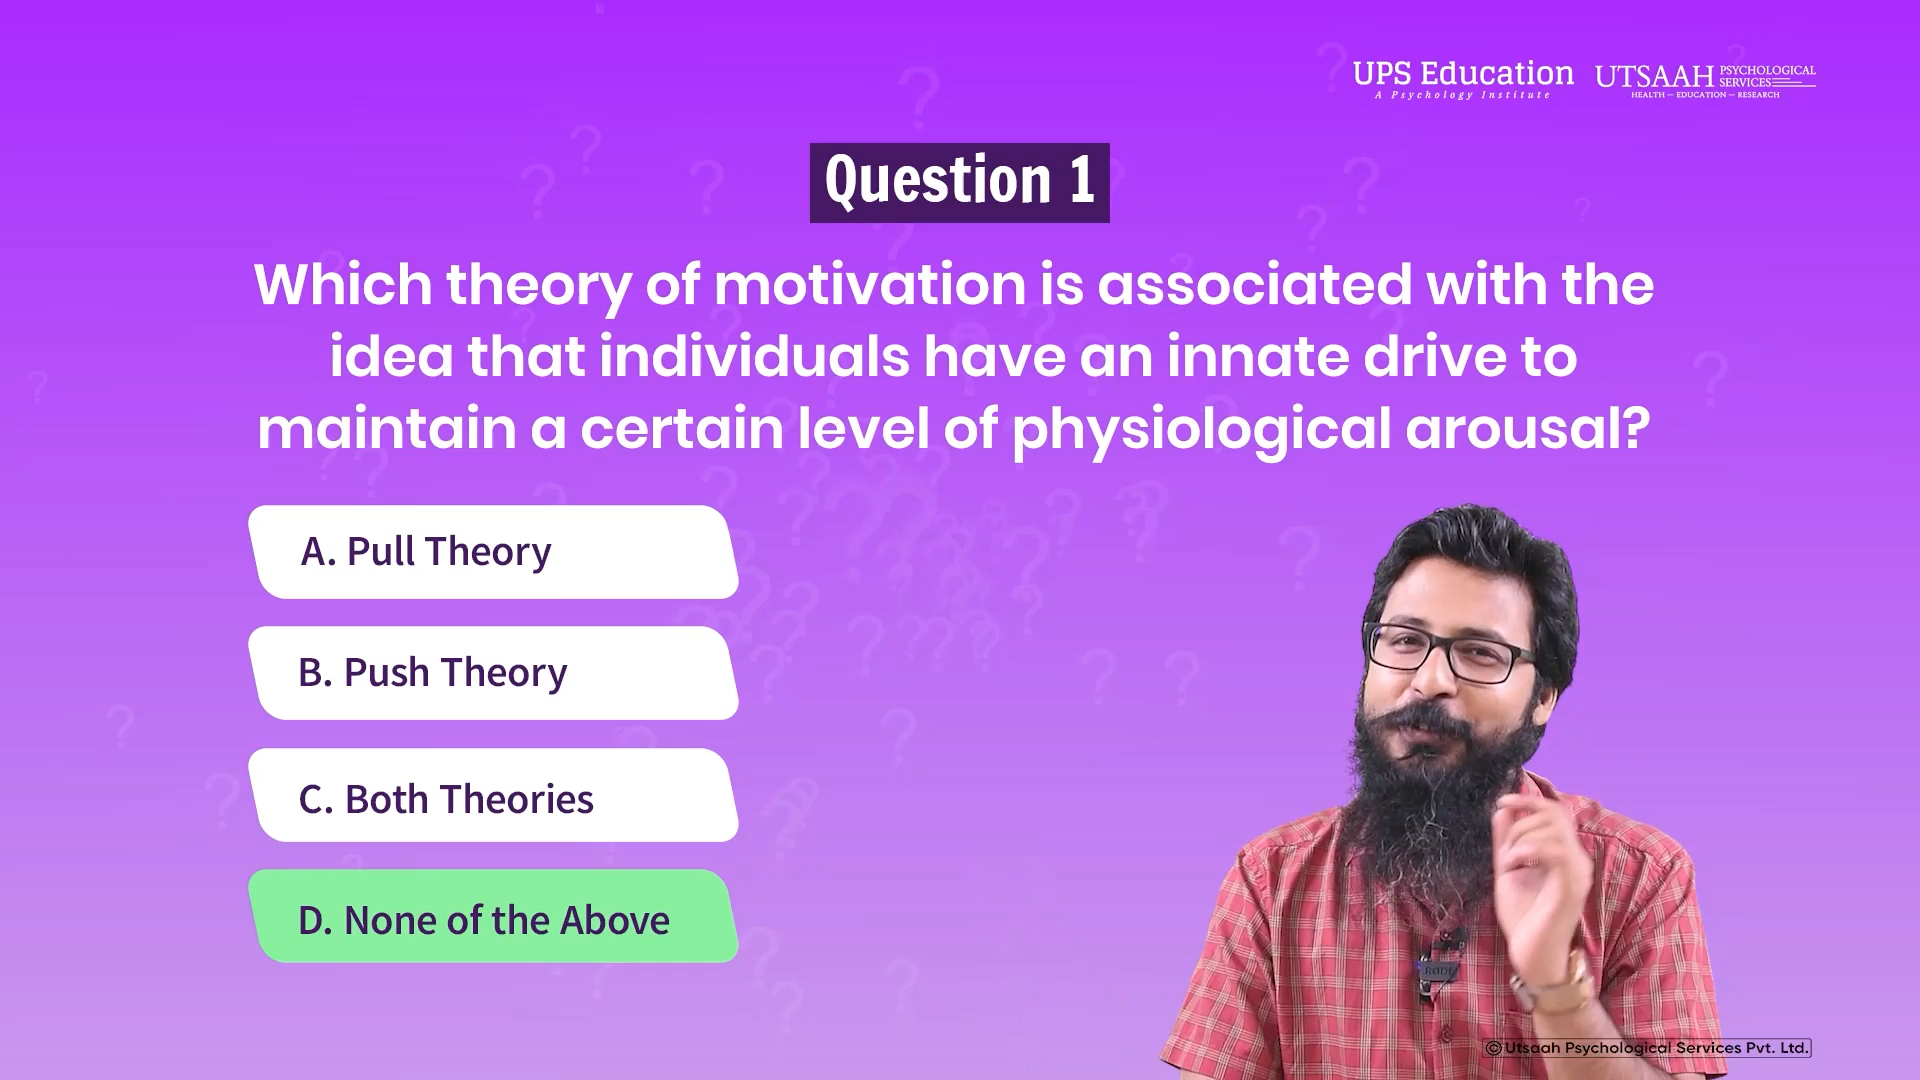 UPS Education
A Psychology Institute
UTSAAH PSYCHOLOGICAL SERVICES
HEALTH – EDUCATION – RESEARCH
Question 1
Which theory of motivation is associated with the
idea that individuals have an innate drive to
maintain a certain level of physiological arousal?
A. Pull Theory
B. Push Theory
C. Both Theories
D. None of the Above
RODE
© Utsaah Psychological Services Pvt. Ltd.